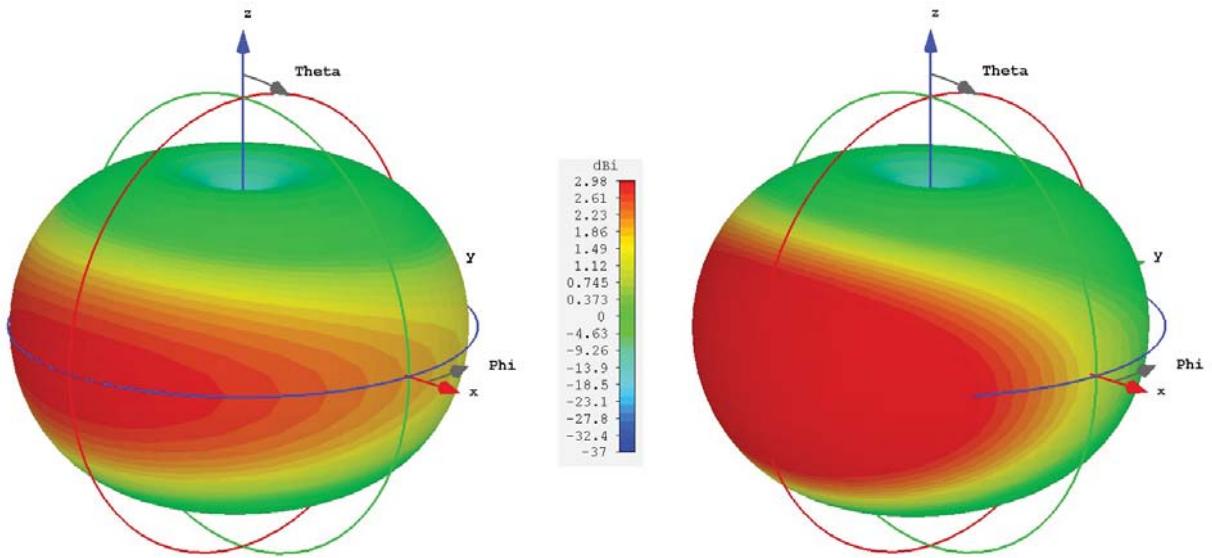 z
Theta
y
Phi
x
dBi
2.98
2.61
2.23
1.86
1.49
1.12
0.745
0.373
0
-4.63
-9.26
-13.9
-18.5
-23.1
-27.8
-32.4
-37
z
Theta
y
Phi
x